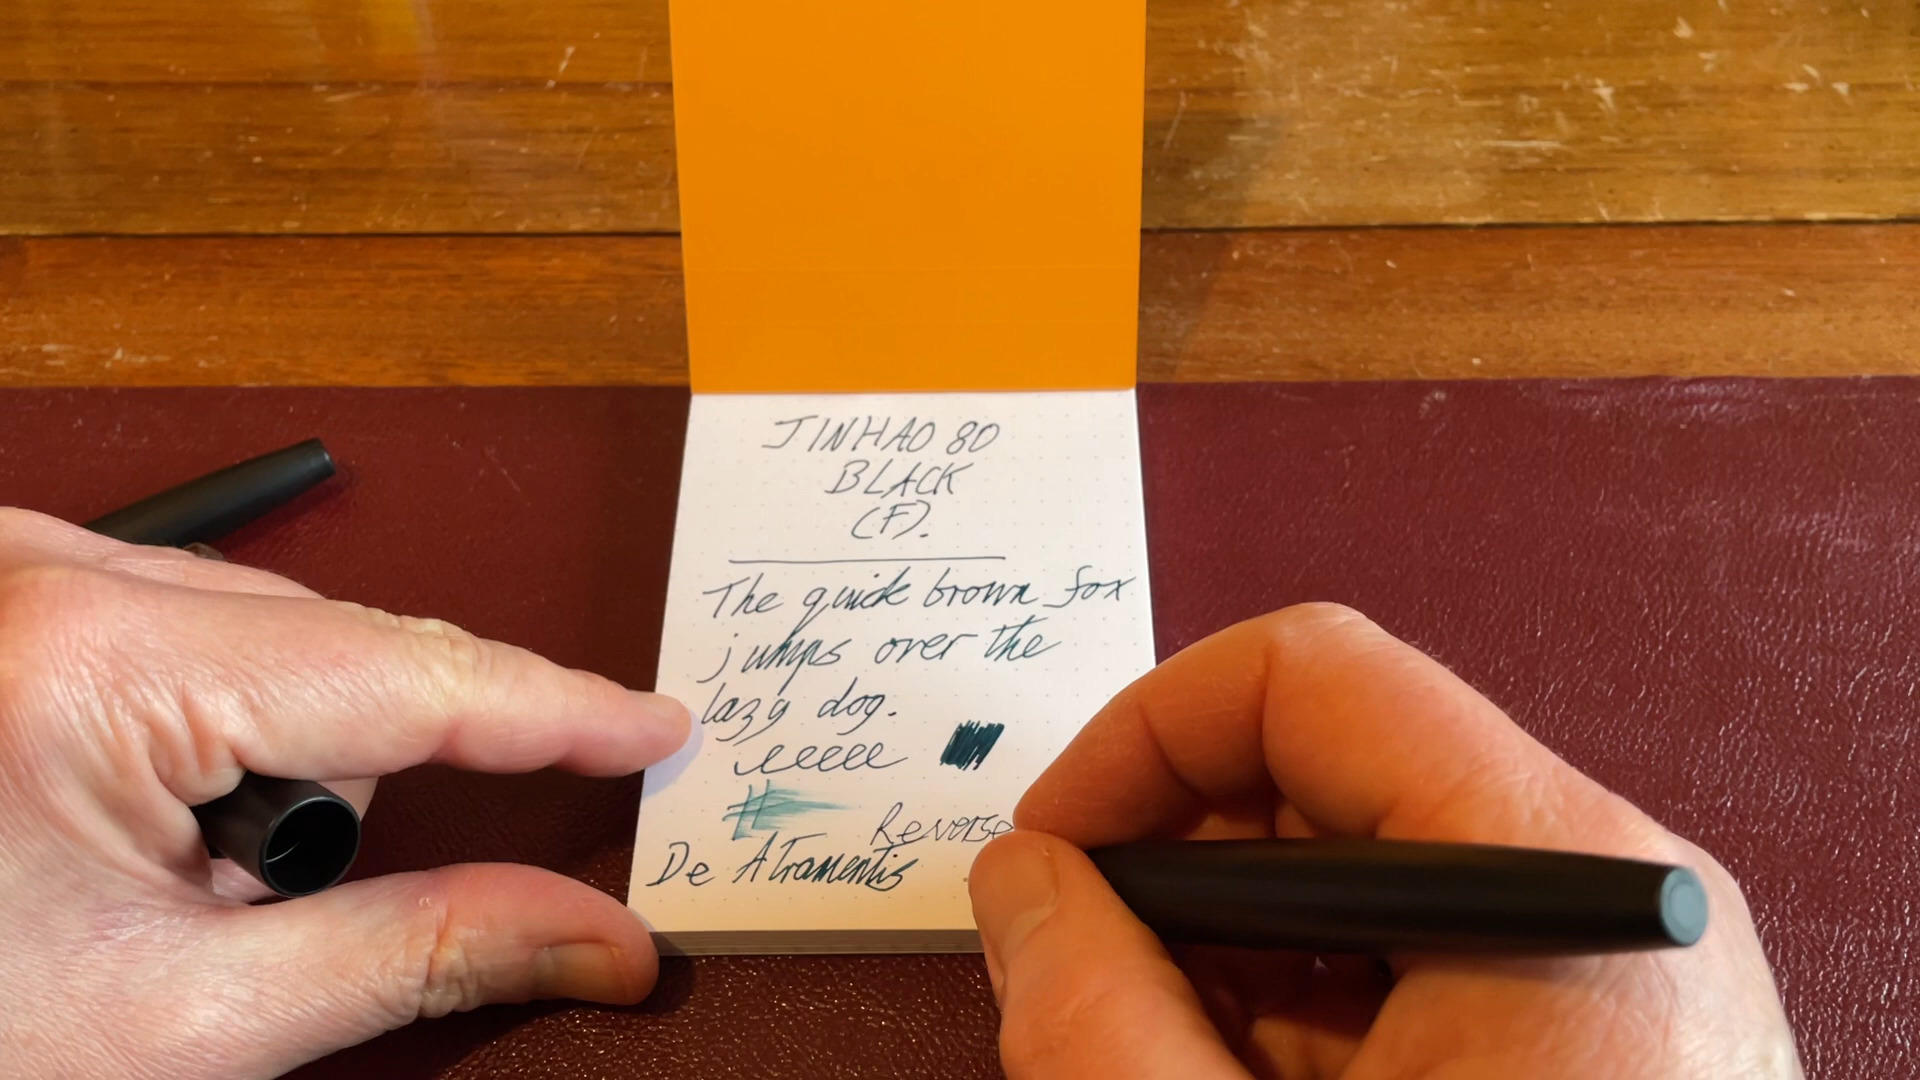 JINHAO 80
BLACK
(F).
The quick brown fox
jumps over the
lazy dog.
eeeee
Reverse
De Atramentis